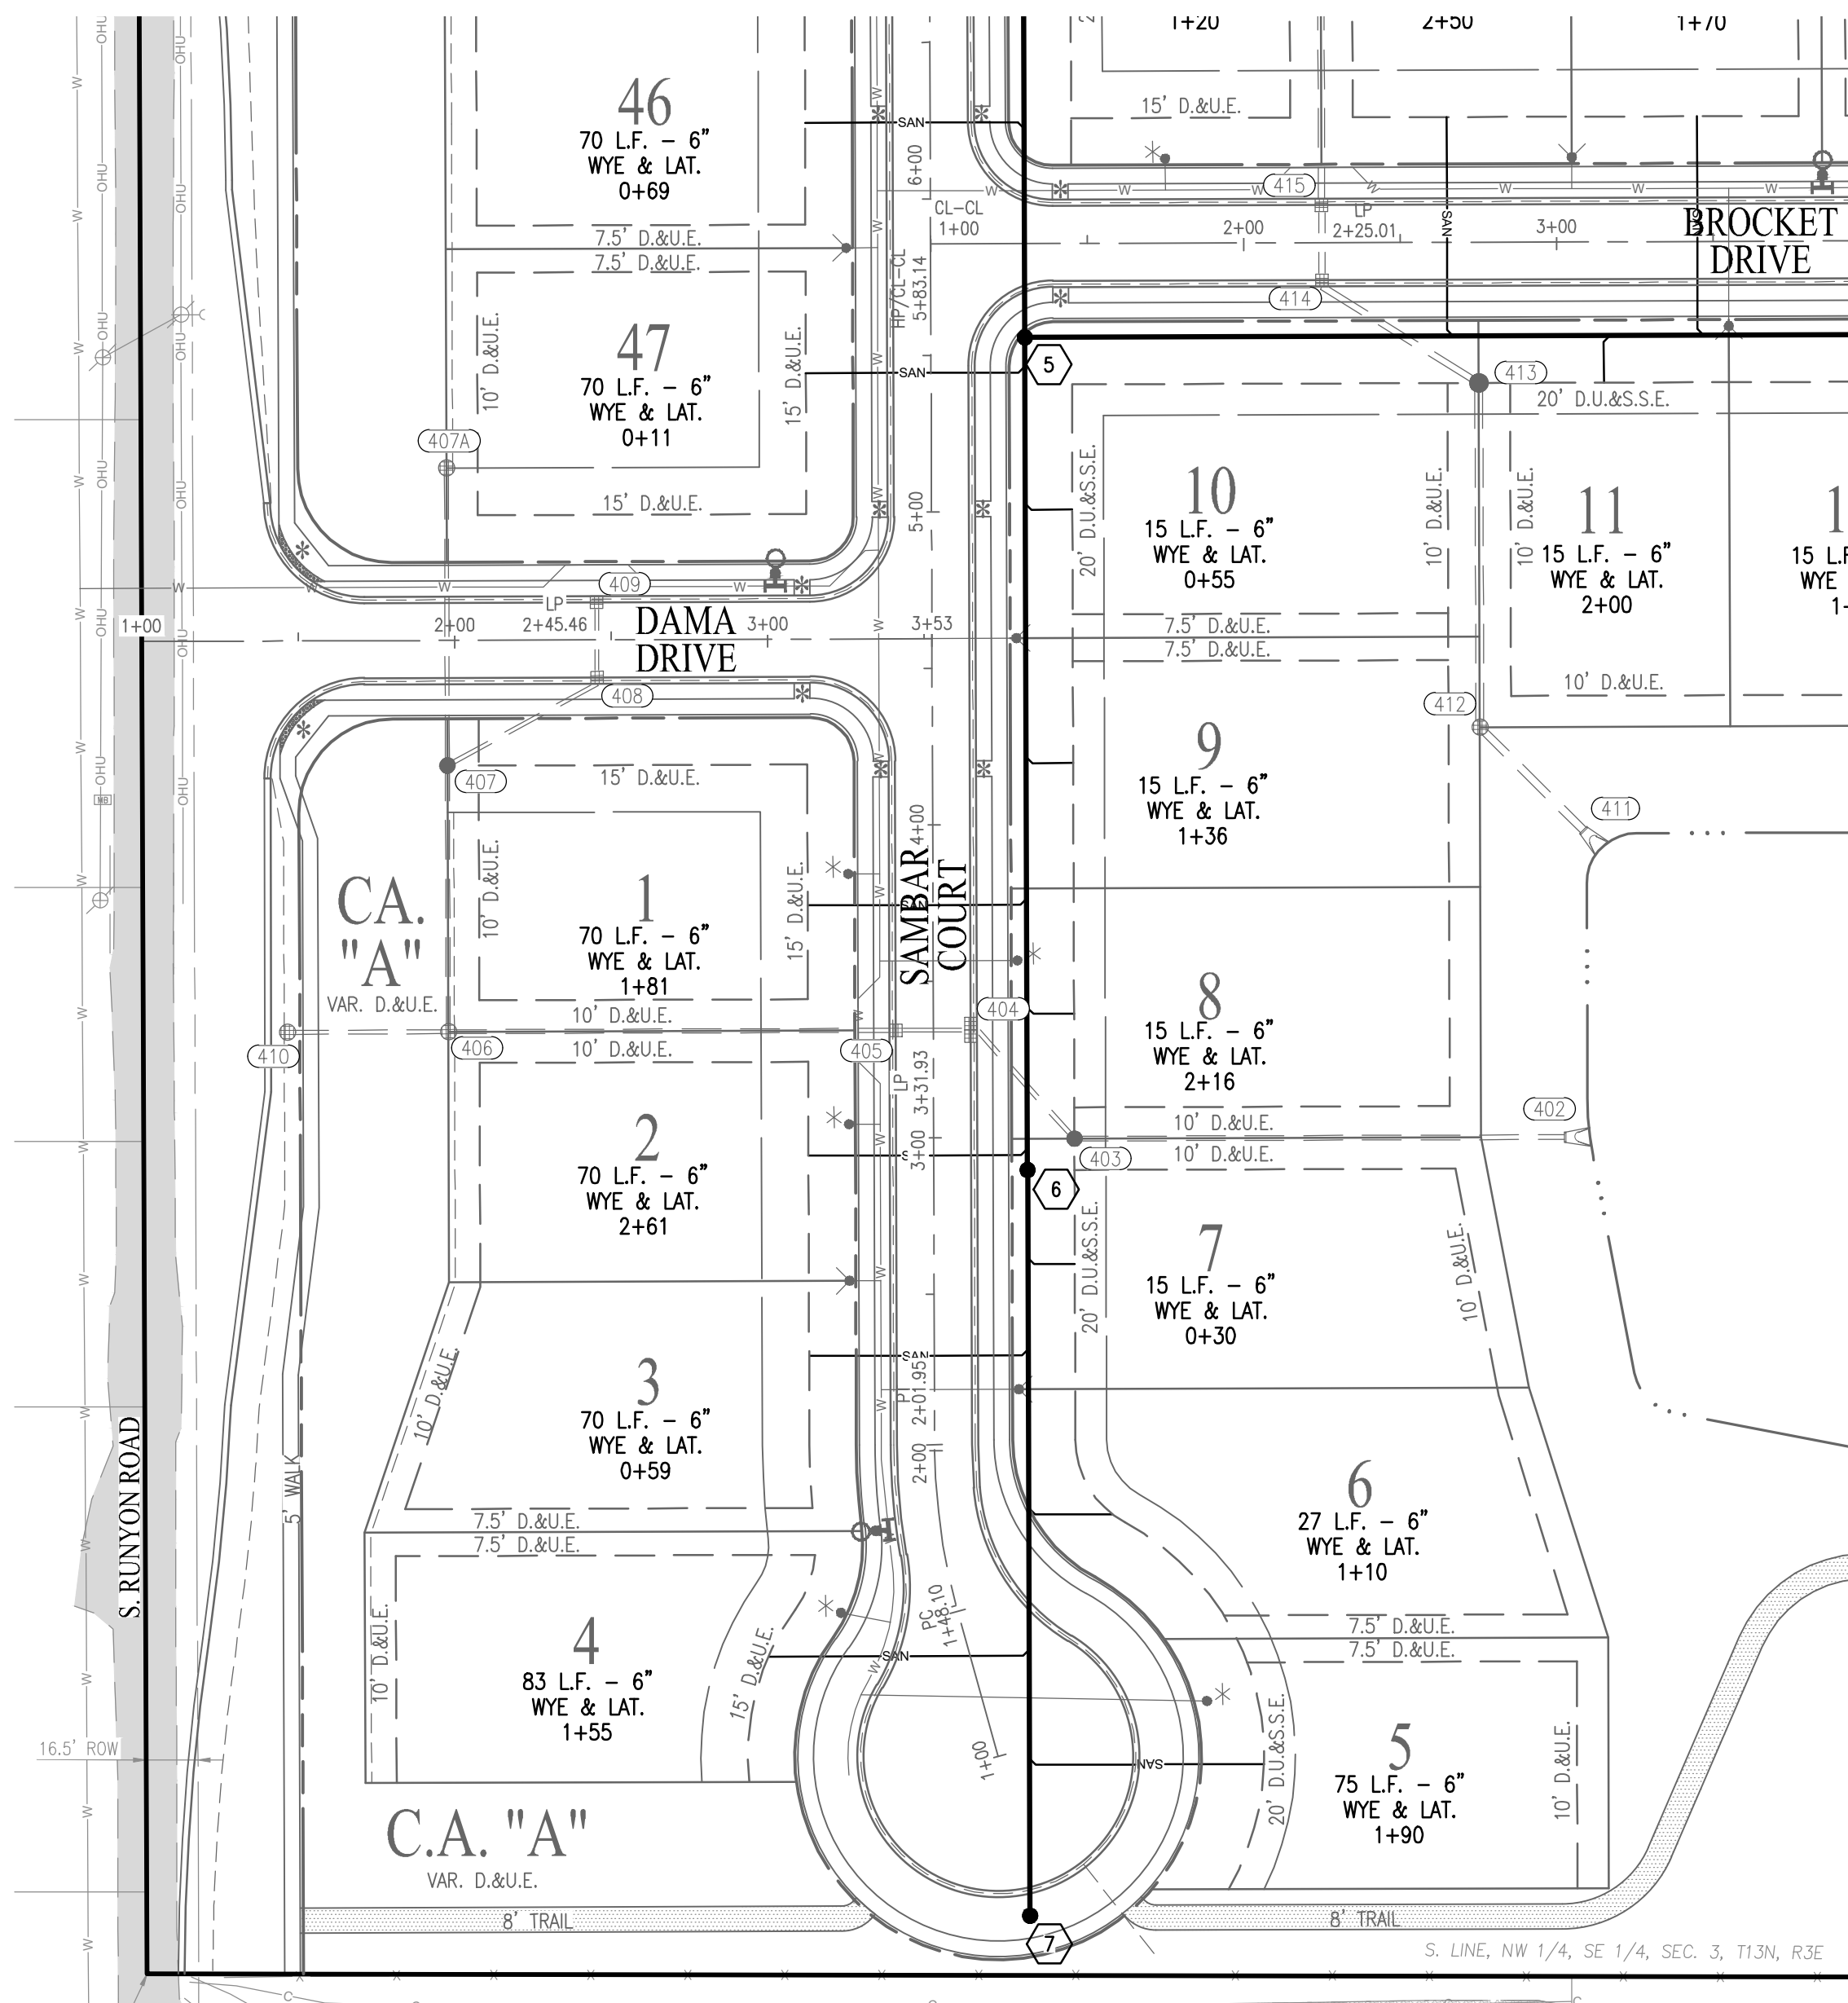 1+20
2+50
1+70
46
70 L.F. - 6"
WYE & LAT.
0+69
15' D.&U.E.
SAN
6+00
415
CL-CL
1+00
LP
2+00
2+25.01
3+00
BROCKET
DRIVE
SAN
SAN
7.5' D.&U.E.
7.5' D.&U.E.
HP/CL-CL
5+83.14
414
47
70 L.F. - 6"
WYE & LAT.
0+11
10' D.&U.E.
15' D.&U.E.
SAN
5
413
20' D.U.&S.S.E.
407A
15' D.&U.E.
5+00
20' D.U.&S.S.E.
10
15 L.F. - 6"
WYE & LAT.
0+55
10' D.&U.E.
10' D.&U.E.
11
15 L.F. - 6"
WYE & LAT.
2+00
1
15 L.F
WYE
1-
409
LP
1+00
2+00
2+45.46
DAMA
DRIVE
3+00
3+53
7.5' D.&U.E.
7.5' D.&U.E.
10' D.&U.E.
408
412
407
15' D.&U.E.
9
15 L.F. - 6"
WYE & LAT.
1+36
411
MB
4+00
CA.
"A"
VAR. D.&U.E.
10' D.&U.E.
1
70 L.F. - 6"
WYE & LAT.
1+81
15' D.&U.E.
SAN
SAMBAR
COURT
10' D.&U.E.
10' D.&U.E.
404
8
15 L.F. - 6"
WYE & LAT.
2+16
410
406
405
LP
3+31.93
402
2
70 L.F. - 6"
WYE & LAT.
2+61
3+00
10' D.&U.E.
10' D.&U.E.
403
6
20' D.U.&S.S.E.
7
15 L.F. - 6"
WYE & LAT.
0+30
10' D.&U.E.
10' D.&U.E.
3
70 L.F. - 6"
WYE & LAT.
0+59
SAN
PI
2+01.95
2+00
S. RUNYON ROAD
5' WALK
7.5' D.&U.E.
7.5' D.&U.E.
6
27 L.F. - 6"
WYE & LAT.
1+10
PC
1+48.10
7.5' D.&U.E.
7.5' D.&U.E.
10' D.&U.E.
4
83 L.F. - 6"
WYE & LAT.
1+55
15' D.&U.E.
SAN
16.5' ROW
1+00
SAN
20' D.U.&S.S.E.
5
75 L.F. - 6"
WYE & LAT.
1+90
10' D.&U.E.
C.A. "A"
VAR. D.&U.E.
8' TRAIL
8' TRAIL
7
S. LINE, NW 1/4, SE 1/4, SEC. 3, T13N, R3E